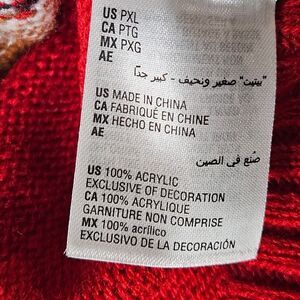 US PXL
CA PTG
MX PXG
AE
"بيتيت" صغير ونحيف - كبير جدًا
US MADE IN CHINA
CA FABRIQUÉ EN CHINE
MX HECHO EN CHINA
AE
صُنع في الصين
US 100% ACRYLIC
EXCLUSIVE OF DECORATION
CA 100% ACRYLIQUE
GARNITURE NON COMPRISE
MX 100% acrílico
EXCLUSIVO DE LA DECORACIÓN